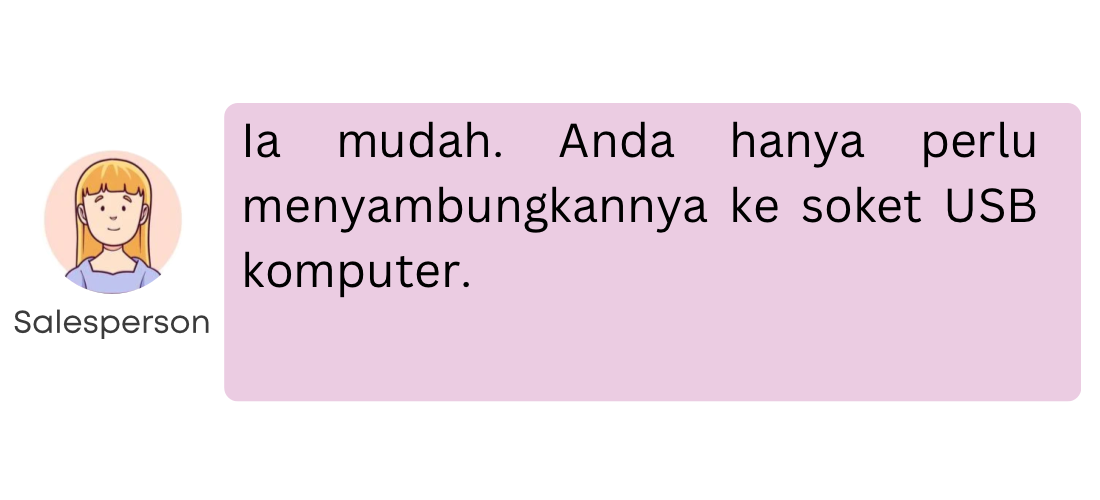 Ia mudah. Anda hanya perlu
menyambungkannya ke soket USB
komputer.
Salesperson